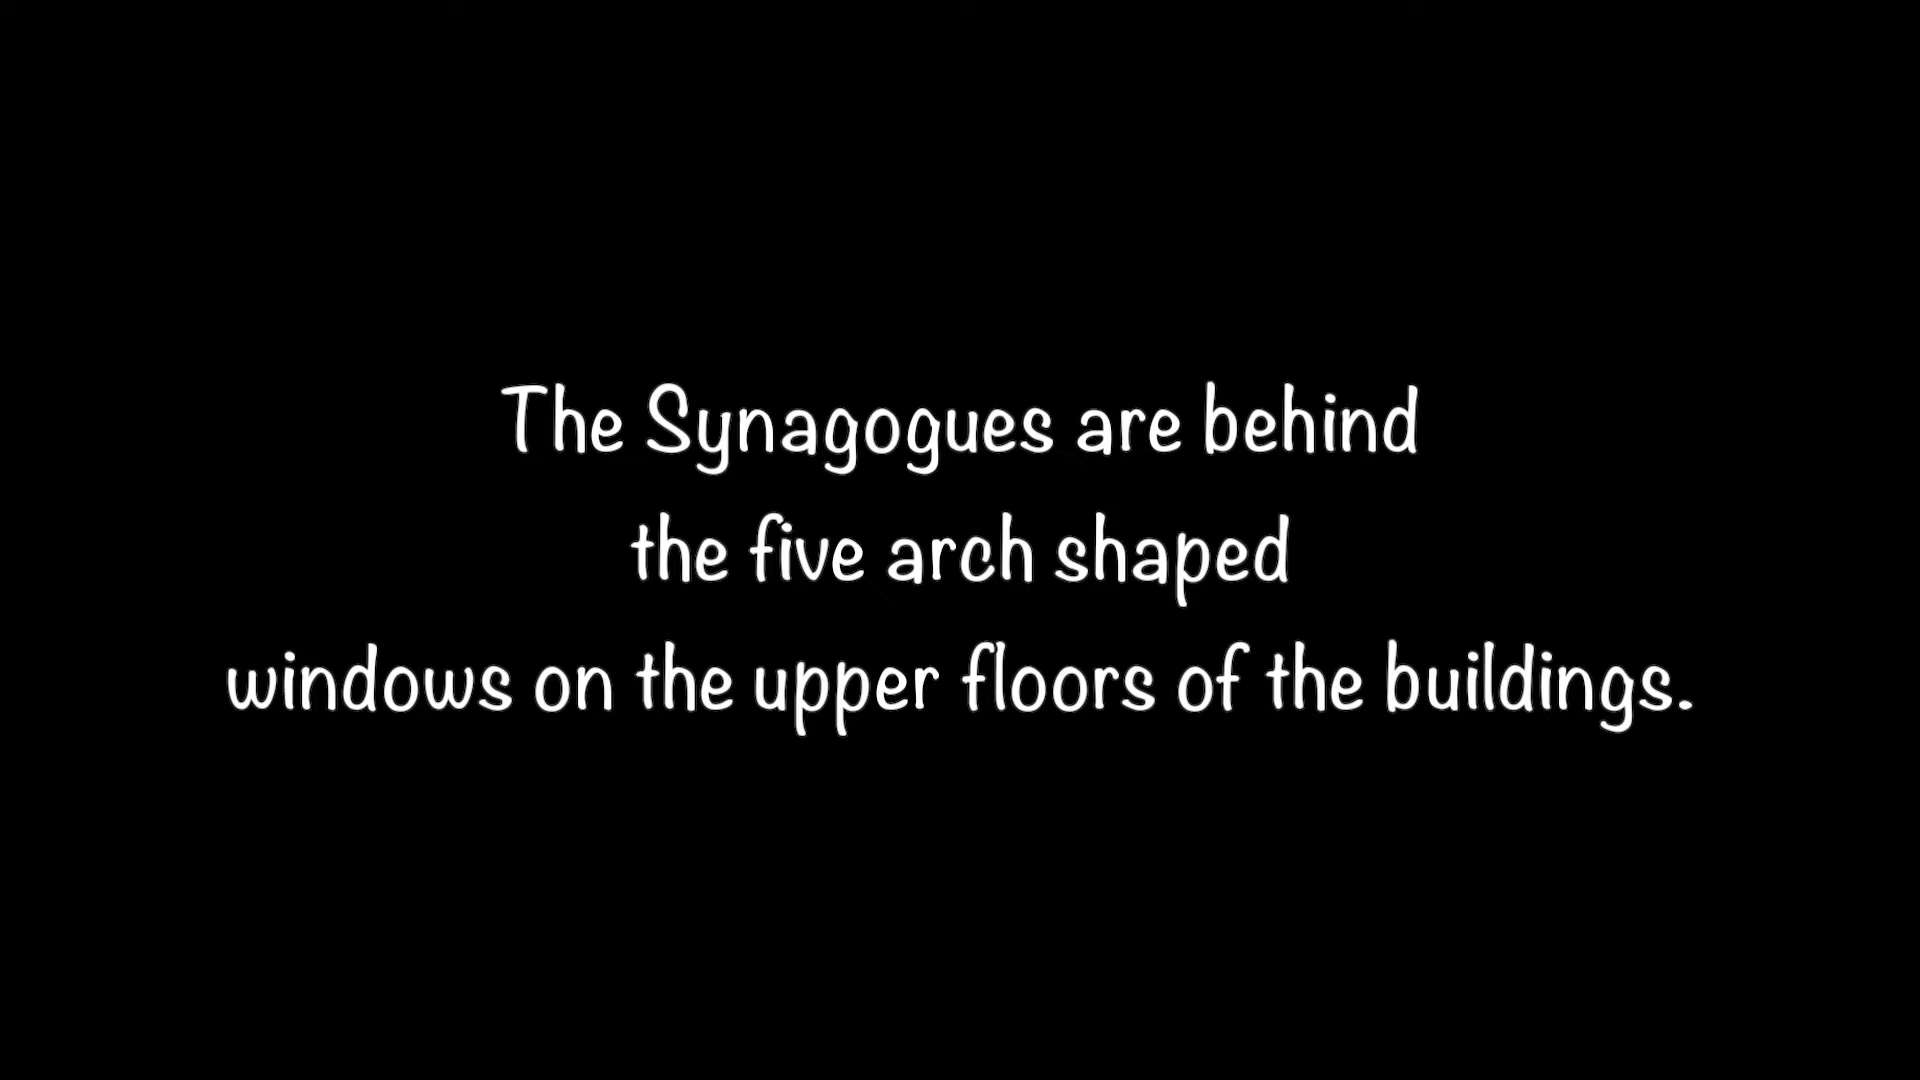 The Synagogues are behind
the five arch shaped
windows on the upper floors of the buildings.